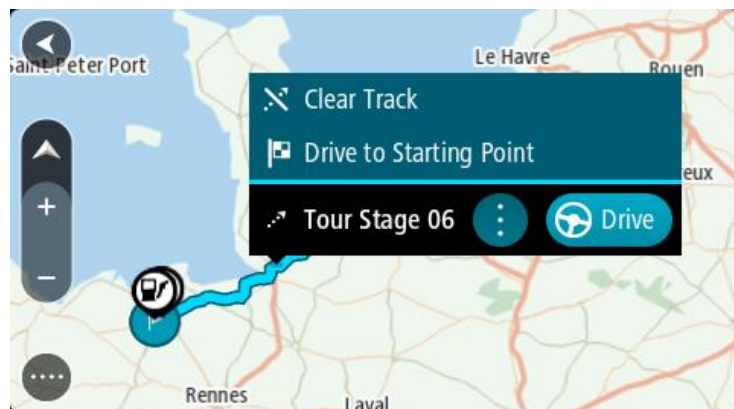 Saint Peter Port
Le Havre
Rouen
Clear Track
Drive to Starting Point
eux
Tour Stage 06
Drive
Rennes
Laval